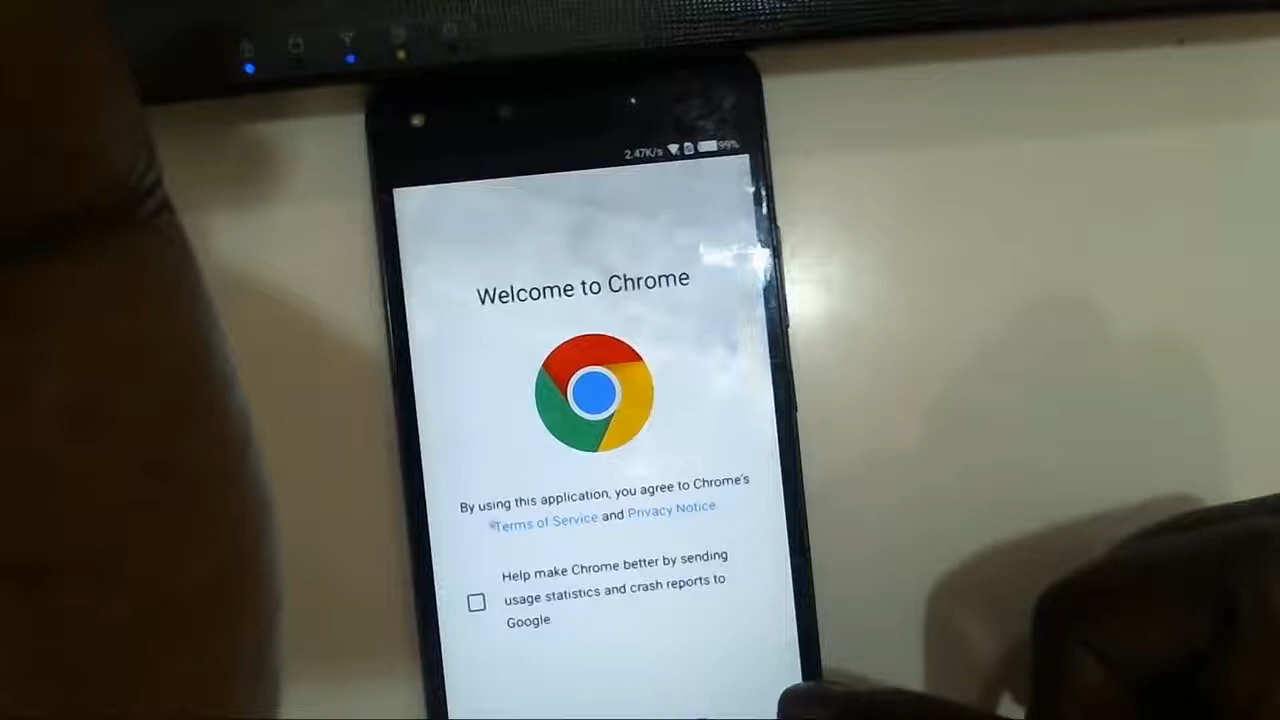 2.47K/s 99%
Welcome to Chrome
By using this application, you agree to Chrome's
Terms of Service and Privacy Notice
Help make Chrome better by sending
usage statistics and crash reports to
Google